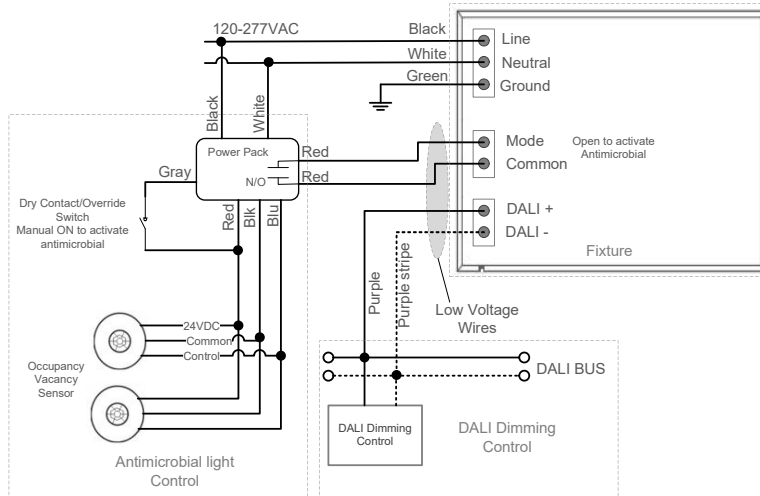 120-277VAC
Black
White
Green
Line
Neutral
Ground
Black
White
Power Pack
N/O
Red
Red
Gray
Mode
Common
Open to activate
Antimicrobial
Dry Contact/Override
Switch
Manual ON to activate
antimicrobial
Red
Blk
Blu
DALI +
DALI -
Fixture
Purple
Purple stripe
Low Voltage
Wires
24VDC
Common
Control
Occupancy
Vacancy
Sensor
DALI BUS
DALI Dimming
Control
DALI Dimming
Control
Antimicrobial light
Control